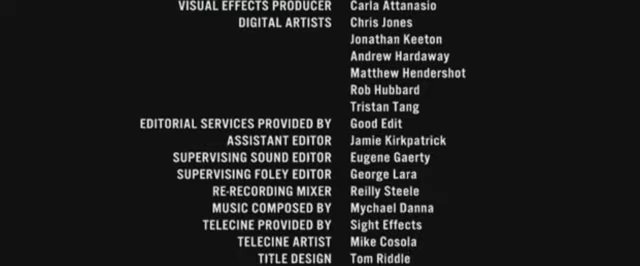 VISUAL EFFECTS PRODUCER Carla Attanasio
DIGITAL ARTISTS Chris Jones
Jonathan Keeton
Andrew Hardaway
Matthew Hendershot
Rob Hubbard
Tristan Tang
EDITORIAL SERVICES PROVIDED BY Good Edit
ASSISTANT EDITOR Jamie Kirkpatrick
SUPERVISING SOUND EDITOR Eugene Gaerty
SUPERVISING FOLEY EDITOR George Lara
RE-RECORDING MIXER Reilly Steele
MUSIC COMPOSED BY Mychael Danna
TELECINE PROVIDED BY Sight Effects
TELECINE ARTIST Mike Cosola
TITLE DESIGN Tom Riddle